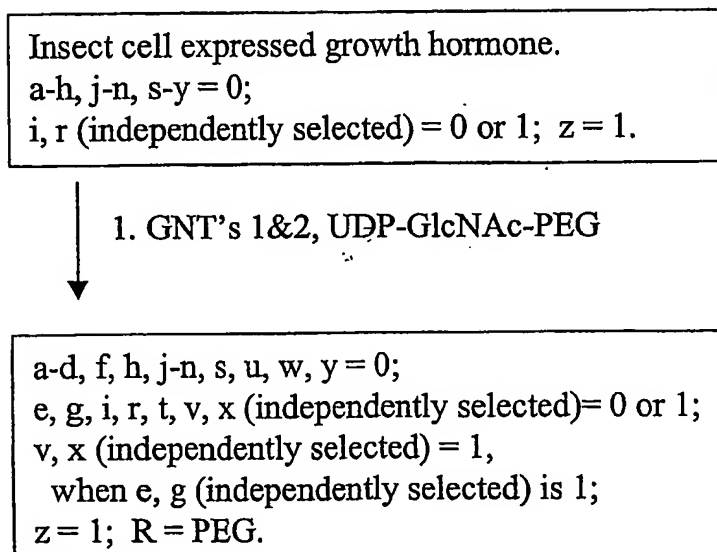 Insect cell expressed growth hormone.
a-h, j-n, s-y = 0;
i, r (independently selected) = 0 or 1; z = 1.
1. GNT's 1&2, UDP-GlcNAc-PEG
a-d, f, h, j-n, s, u, w, y = 0;
e, g, i, r, t, v, x (independently selected)= 0 or 1;
v, x (independently selected) = 1,
when e, g (independently selected) is 1;
z = 1; R = PEG.